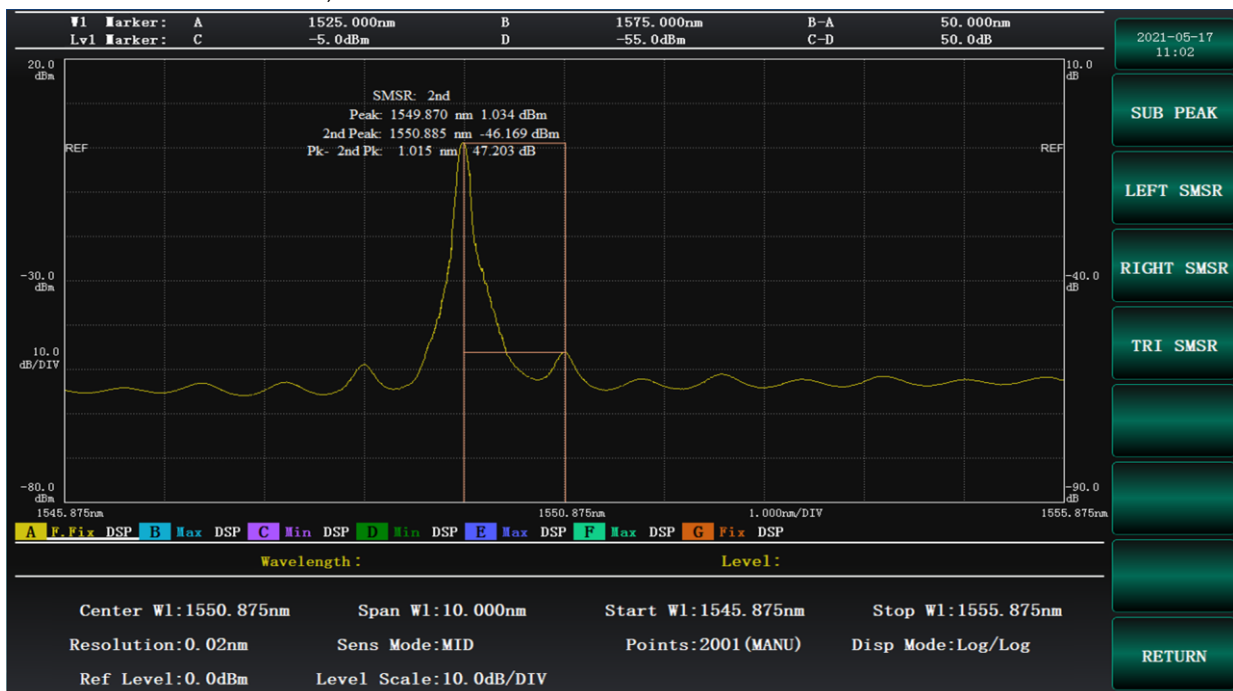 Wl Marker: A 1525.000nm B 1575.000nm B-A 50.000nm
Lvl Marker: C -5.0dBm D -55.0dBm C-D 50.0dB
2021-05-17
11:02
20.0
dBm
10.0
dB
SMSR: 2nd
Peak: 1549.870 nm 1.034 dBm
2nd Peak: 1550.885 nm -46.169 dBm
Pk- 2nd Pk: 1.015 nm 47.203 dB
REF
REF
SUB PEAK
LEFT SMSR
RIGHT SMSR
-30.0
dBm
-40.0
dB
10.0
dB/DIV
TRI SMSR
-80.0
dBm
-90.0
dB
1545.875nm 1550.875nm 1.000nm/DIV 1555.875nm
A F.Fix DSP B Max DSP C Min DSP D Min DSP E Max DSP F Max DSP G Fix DSP
Wavelength: Level:
Center Wl:1550.875nm Span Wl:10.000nm Start Wl:1545.875nm Stop Wl:1555.875nm
Resolution:0.02nm Sens Mode:MID Points:2001(MANU) Disp Mode:Log/Log
Ref Level:0.0dBm Level Scale:10.0dB/DIV
RETURN